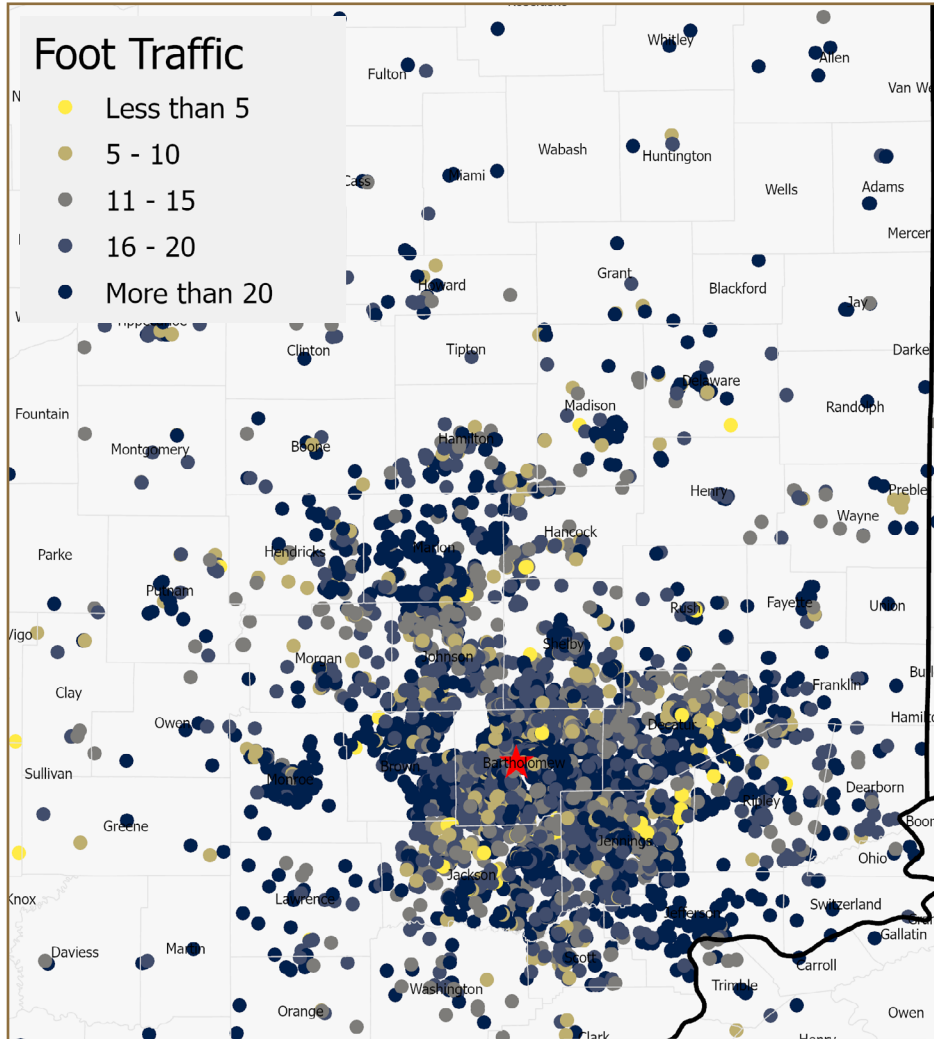 Foot Traffic
Less than 5
5 - 10
11 - 15
16 - 20
More than 20
Whitley
Allen
Fulton
Van We
Wabash
Huntington
Miami
Cass
Wells
Adams
Mercer
Grant
Howard
Blackford
Jay
Clinton
Tipton
Darke
Delaware
Fountain
Madison
Randolph
Hamilton
Boone
Montgomery
Henry
Preble
Wayne
Hancock
Marion
Hendricks
Parke
Putnam
Rush
Fayette
Union
Vigo
Shelby
Johnson
Morgan
Clay
Franklin
Owen
Decatur
Hamilto
Bartholomew
Brown
Sullivan
Monroe
Dearborn
Ripley
Greene
Boon
Jennings
Ohio
Jackson
Knox
Lawrence
Switzerland
Jefferson
Gallatin
Daviess
Martin
Scott
Carroll
Trimble
Washington
Orange
Owen
Clark
Henry